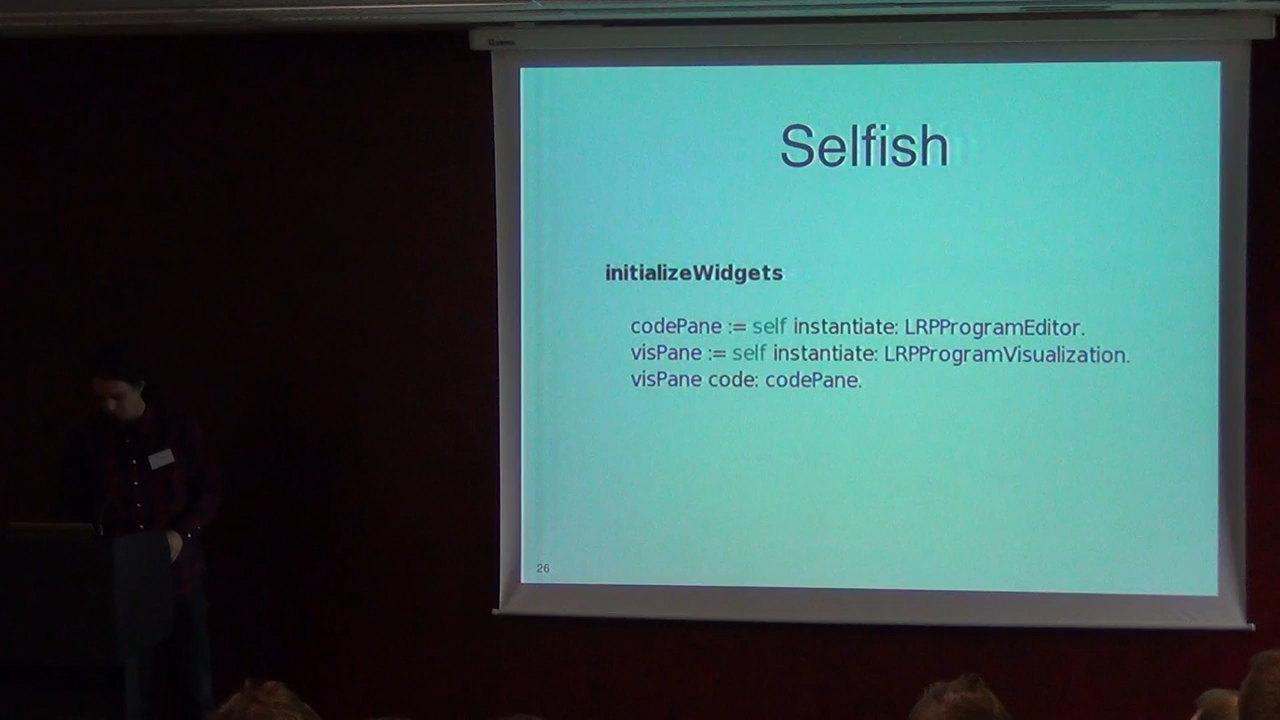 Selfish
initializeWidgets
codePane := self instantiate: LRPProgramEditor.
visPane := self instantiate: LRPProgramVisualization.
visPane code: codePane.
26